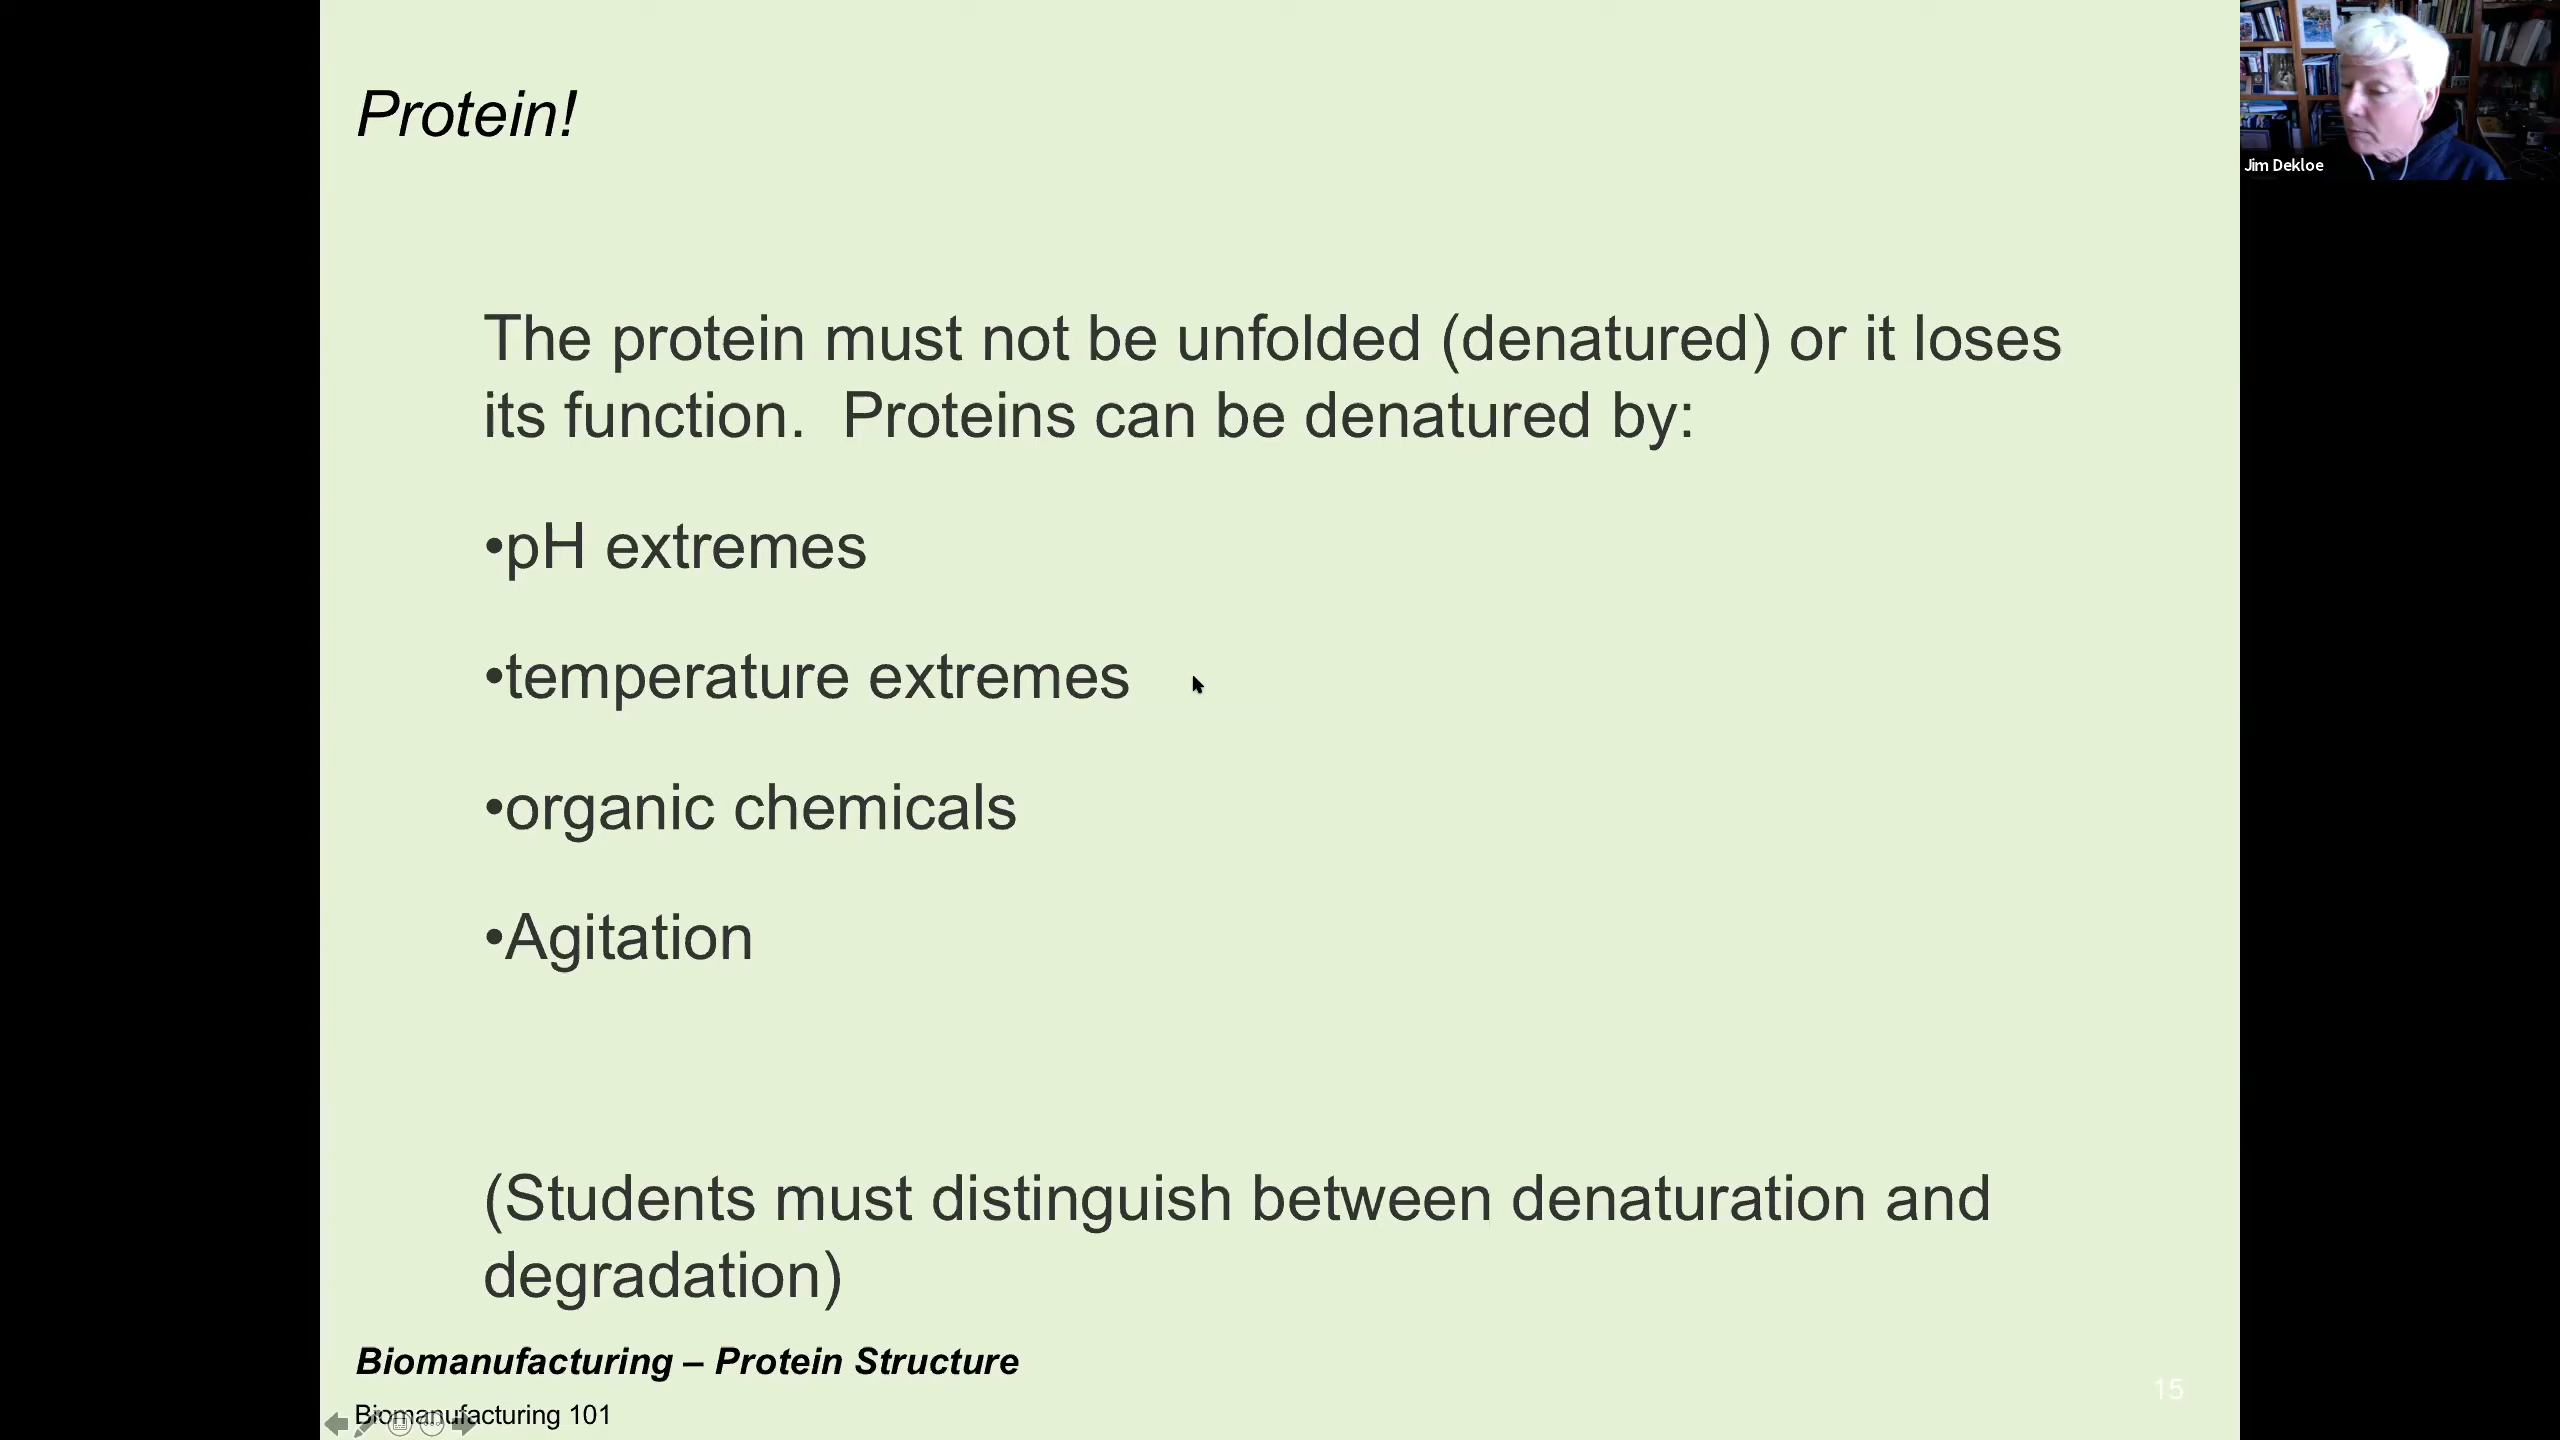 Protein!
Jim Dekloe
The protein must not be unfolded (denatured) or it loses
its function.  Proteins can be denatured by:
•pH extremes
•temperature extremes
•organic chemicals
•Agitation
(Students must distinguish between denaturation and
degradation)
Biomanufacturing – Protein Structure
15
Biomanufacturing 101